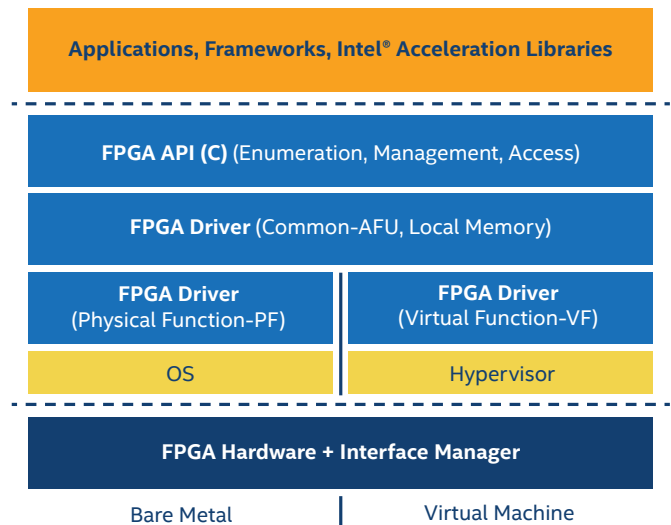 Applications, Frameworks, Intel® Acceleration Libraries
FPGA API (C) (Enumeration, Management, Access)
FPGA Driver (Common-AFU, Local Memory)
FPGA Driver
(Physical Function-PF)
FPGA Driver
(Virtual Function-VF)
OS
Hypervisor
FPGA Hardware + Interface Manager
Bare Metal
Virtual Machine